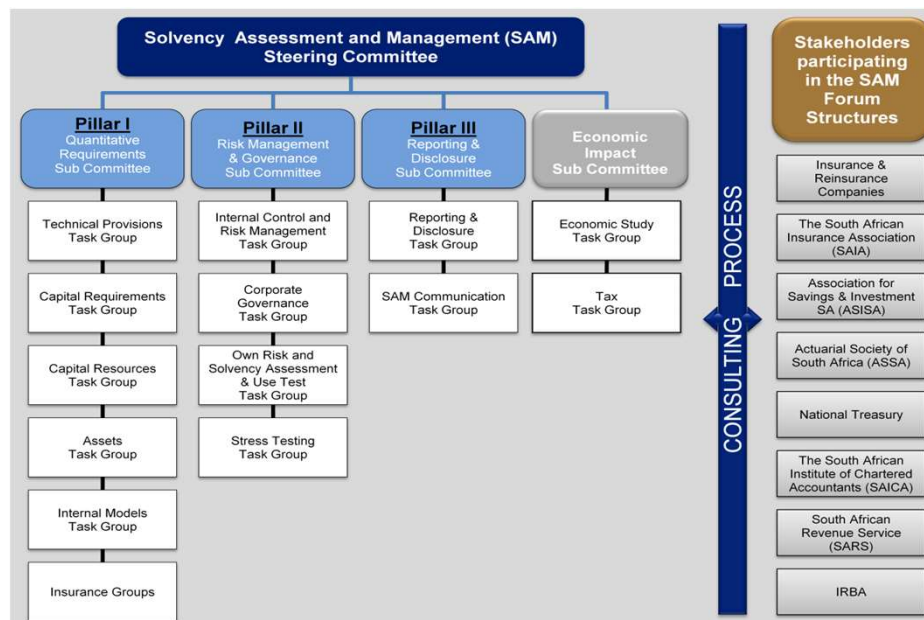 Solvency Assessment and Management (SAM)
Steering Committee
Pillar I
Quantitative
Requirements
Sub Committee
Technical Provisions
Task Group
Capital Requirements
Task Group
Capital Resources
Task Group
Assets
Task Group
Internal Models
Task Group
Insurance Groups
Pillar II
Risk Management
& Governance
Sub Committee
Internal Control and
Risk Management
Task Group
Corporate
Governance
Task Group
Own Risk and
Solvency Assessment
& Use Test
Task Group
Stress Testing
Task Group
Pillar III
Reporting &
Disclosure
Sub Committee
Reporting &
Disclosure
Task Group
SAM Communication
Task Group
Economic
Impact
Sub Committee
Economic Study
Task Group
Tax
Task Group
CONSULTING PROCESS
Stakeholders
participating
in the SAM
Forum
Structures
Insurance &
Reinsurance
Companies
The South African
Insurance Association
(SAIA)
Association for
Savings & Investment
SA (ASISA)
Actuarial Society of
South Africa (ASSA)
National Treasury
The South African
Institute of Chartered
Accountants (SAICA)
South African
Revenue Service
(SARS)
IRBA